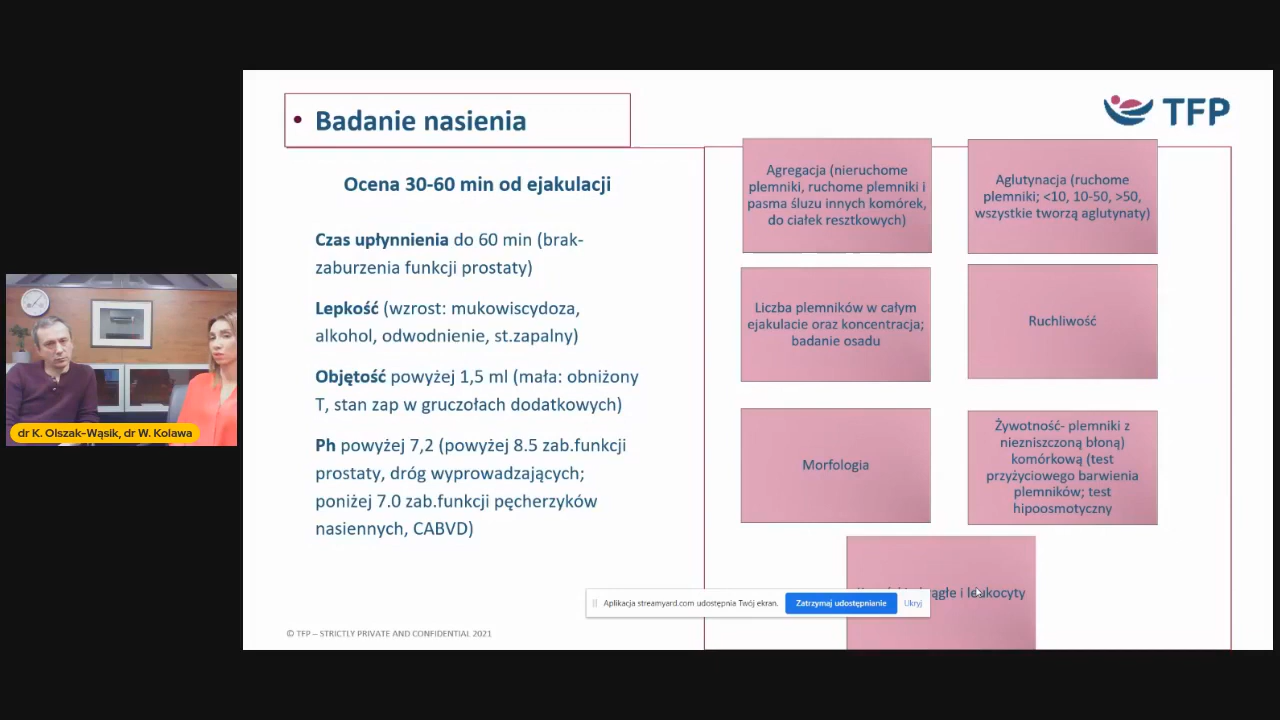 • Badanie nasienia
TFP
Ocena 30-60 min od ejakulacji
Czas upłynnienia do 60 min (brak-
zaburzenia funkcji prostaty)
Lepkość (wzrost: mukowiscydoza,
alkohol, odwodnienie, st.zapalny)
Objętość powyżej 1,5 ml (mała: obniżony
T, stan zap w gruczołach dodatkowych)
Ph powyżej 7,2 (powyżej 8.5 zab.funkcji
prostaty, dróg wyprowadzających;
poniżej 7.0 zab.funkcji pęcherzyków
nasiennych, CABVD)
Agregacja (nieruchome
plemniki, ruchome plemniki i
pasma śluzu innych komórek,
do ciałek resztkowych)
Aglutynacja (ruchome
plemniki; <10, 10-50, >50,
wszystkie tworzą aglutynaty)
Liczba plemników w całym
ejakulacie oraz koncentracja;
badanie osadu
Ruchliwość
Morfologia
Żywotność- plemniki z
niezniszczoną błoną)
komórkową (test
przyżyciowego barwienia
plemników; test
hipoosmotyczny
i leukocyty
Aplikacja streamyard.com udostępnia Twój ekran.
Zatrzymaj udostępnianie
Ukryj
© TFP – STRICTLY PRIVATE AND CONFIDENTIAL 2021
dr K. Olszak-Wąsik, dr W. Kolawa